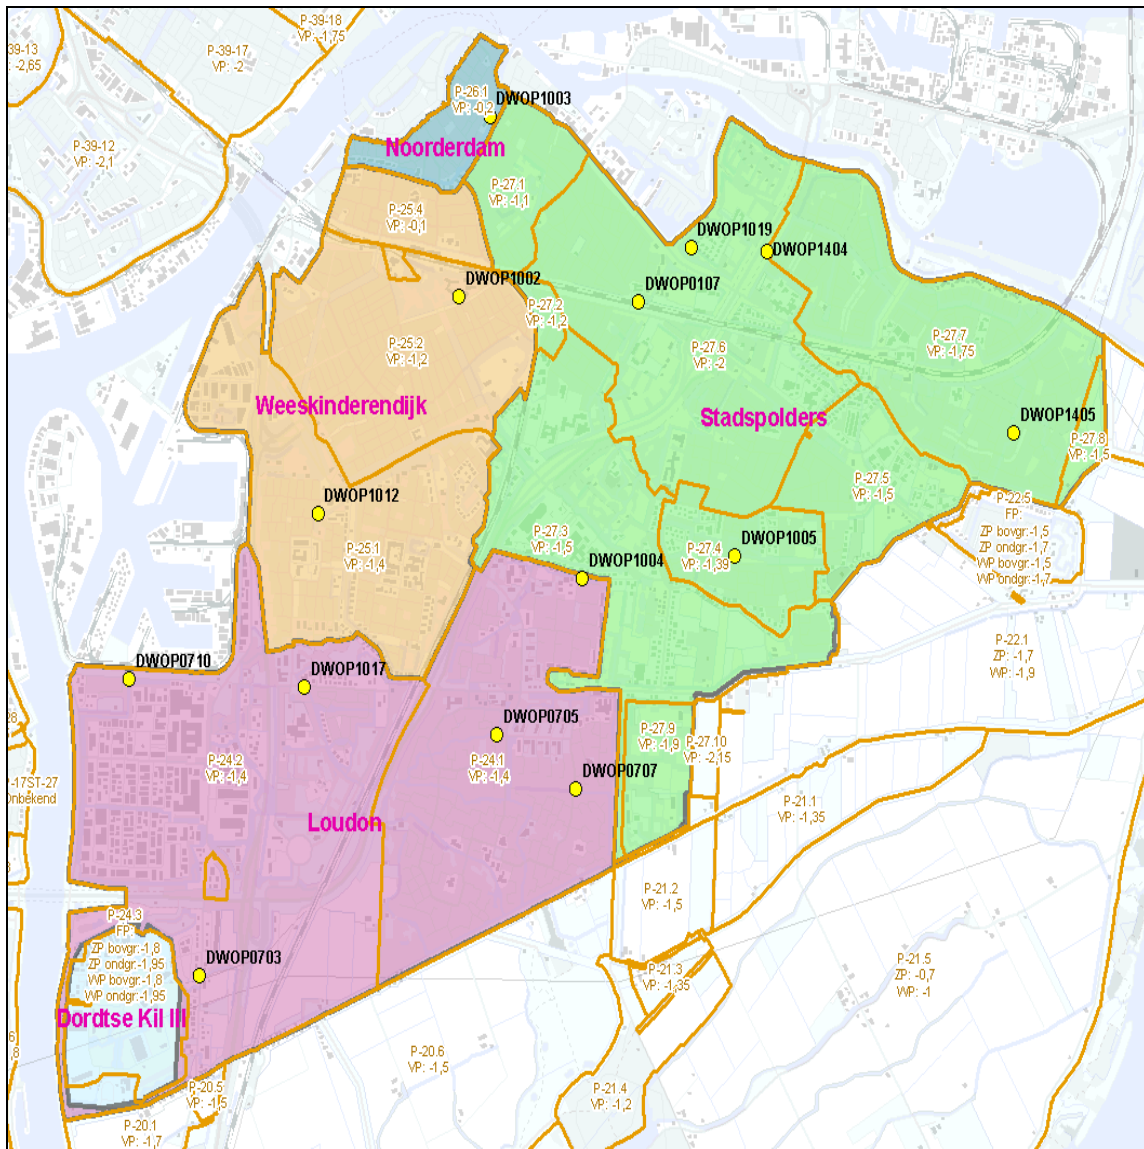 P-39-18
VP: -1,75
39-13
: -2,65
P-39-17
VP: -2
P-26.1
VP: -0,2
DWOP1003
P-39-12
VP: -2,1
Noorderdam
P-27.1
VP: -1,1
P-25.4
VP: -0,1
DWOP1019
DWOP1404
DWOP1002
DWOP0107
P-27.2
VP: -1,2
P-25.2
VP: -1,2
P-27.6
VP: -2
P-27.7
VP: -1,75
Weeskinderendijk
Stadspolders
DWOP1405
P-27.8
VP: -1,5
P-27.5
VP: -1,5
DWOP1012
P-22.5
FP:
ZP bovgr:-1,5
ZP ondgr:-1,7
WP bovgr:-1,5
WP ondgr:-1,7
P-27.3
VP: -1,5
DWOP1004
P-27.4
VP: -1,39
DWOP1005
P-25.1
VP: -1,4
P-22.1
ZP: -1,7
WP: -1,9
DWOP0710
DWOP1017
DWOP0705
P-27.9
VP: -1,9
P-27.10
VP: -2,15
28
P-24.2
VP: -1,4
P-24.1
VP: -1,4
DWOP0707
-17ST-27
Onbekend
P-21.1
VP: -1,35
Loudon
P-21.2
VP: -1,5
P-24.3
FP:
ZP bovgr:-1,8
ZP ondgr:-1,95
WP bovgr:-1,8
WP ondgr:-1,95
DWOP0703
P-21.3
VP: -1,35
P-21.5
ZP: -0,7
WP: -1
Dordtse Kil III
P-20.6
VP: -1,5
P-20.5
VP: -1,5
P-21.4
VP: -1,2
P-20.1
VP: -1,7